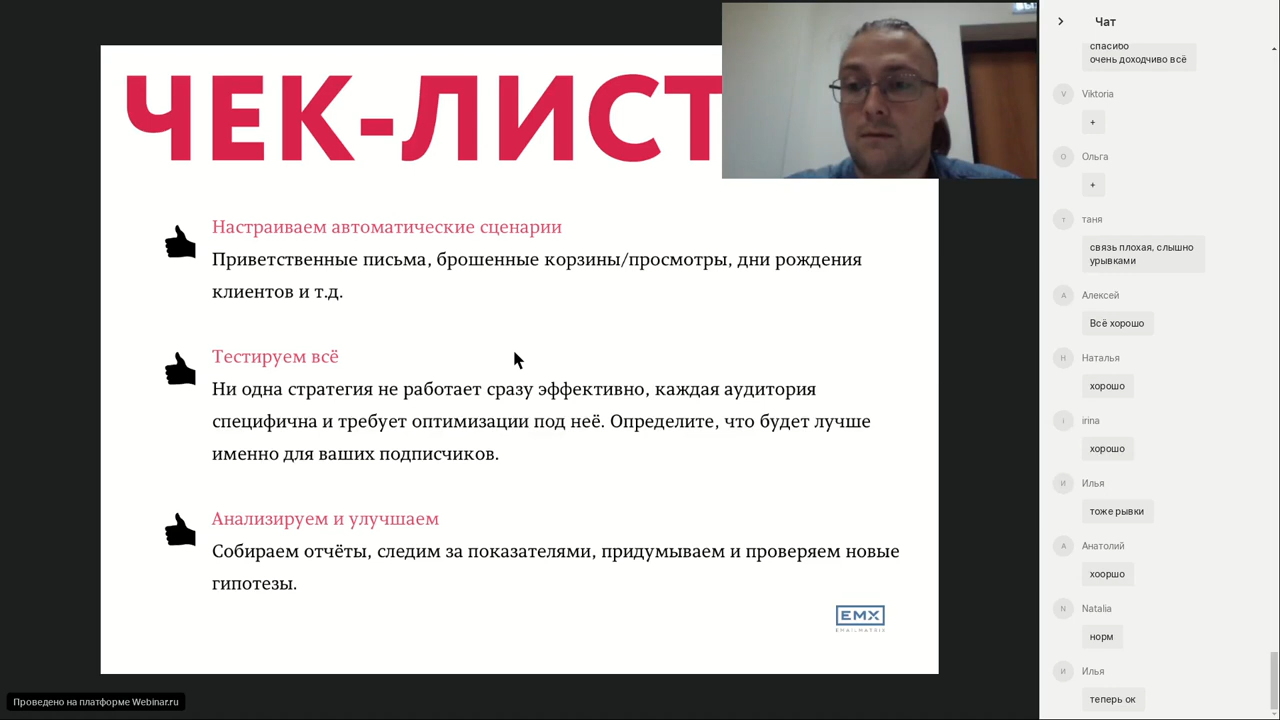 ЧЕК-ЛИСТ
Настраиваем автоматические сценарии
Приветственные письма, брошенные корзины/просмотры, дни рождения
клиентов и т.д.
Тестируем всё
Ни одна стратегия не работает сразу эффективно, каждая аудитория
специфична и требует оптимизации под неё. Определите, что будет лучше
именно для ваших подписчиков.
Анализируем и улучшаем
Собираем отчёты, следим за показателями, придумываем и проверяем новые
гипотезы.
EMX
EMAILMATRIX
Проведено на платформе Webinar.ru
Чат
спасибо
очень доходчиво всё
V
Viktoria
+
О
Ольга
+
т
таня
связь плохая, слышно
урывками
А
Алексей
Всё хорошо
Н
Наталья
хорошо
i
irina
хорошо
И
Илья
тоже рывки
А
Анатолий
хооршо
N
Natalia
норм
И
Илья
теперь ок